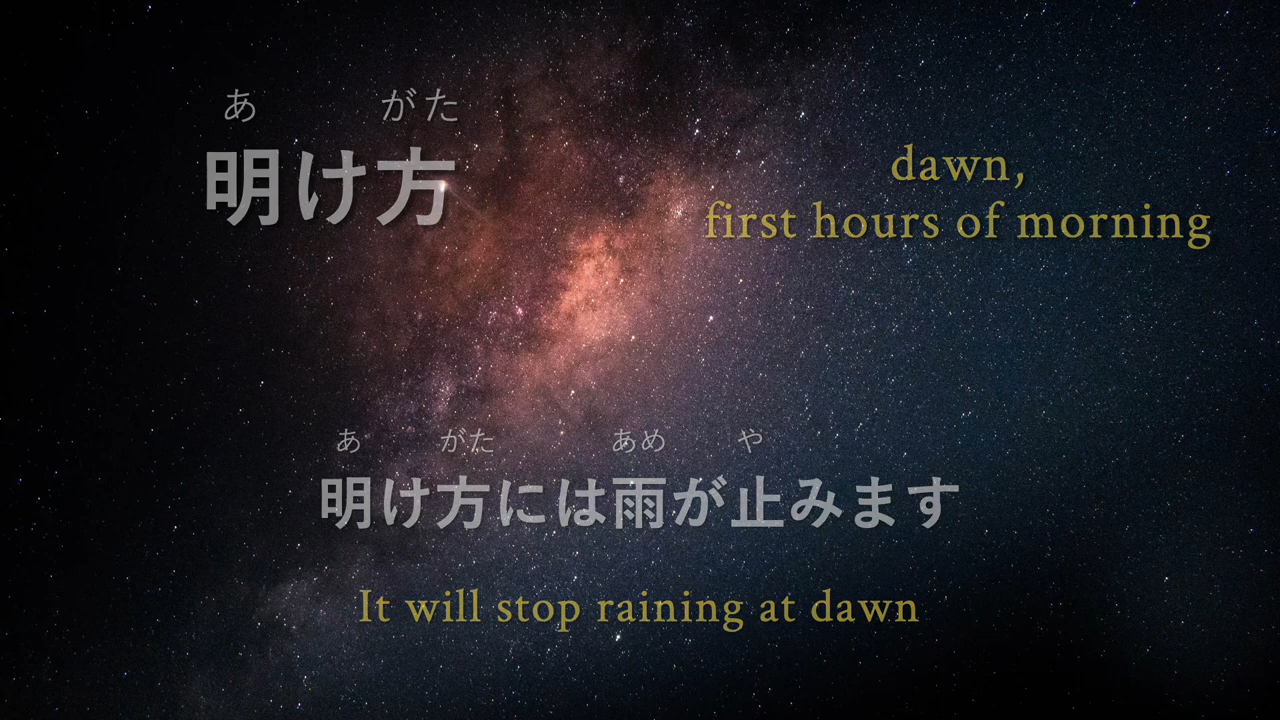 あ がた
明け方
dawn,
first hours of morning
あ がた あめ や
明け方には雨が止みます
It will stop raining at dawn